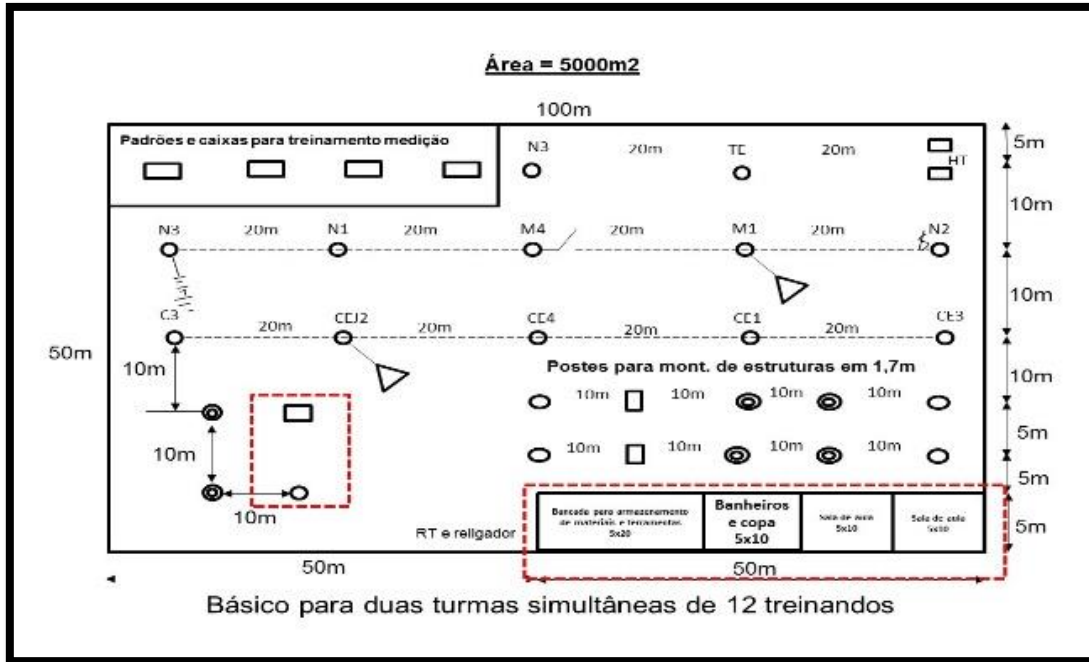 Área = 5000m2
100m
Padrões e caixas para treinamento medição
N3 20m TE 20m
HT
5m
10m
N3 20m N1 20m M4 20m M1 20m N2
10m
C3 20m CEJ2 20m CE4 20m CE1 20m CE3
50m
10m
Postes para mont. de estruturas em 1,7m
10m
10m 10m 10m 10m
10m
5m
10m 10m 10m 10m
5m
10m
RT e religador
Bancada para armazenamento
de materiais e ferramentas
5x20
Banheiros
e copa
5x10
Sala de aula
5x10
Sala de aula
5x10
5m
50m 50m
Básico para duas turmas simultâneas de 12 treinandos